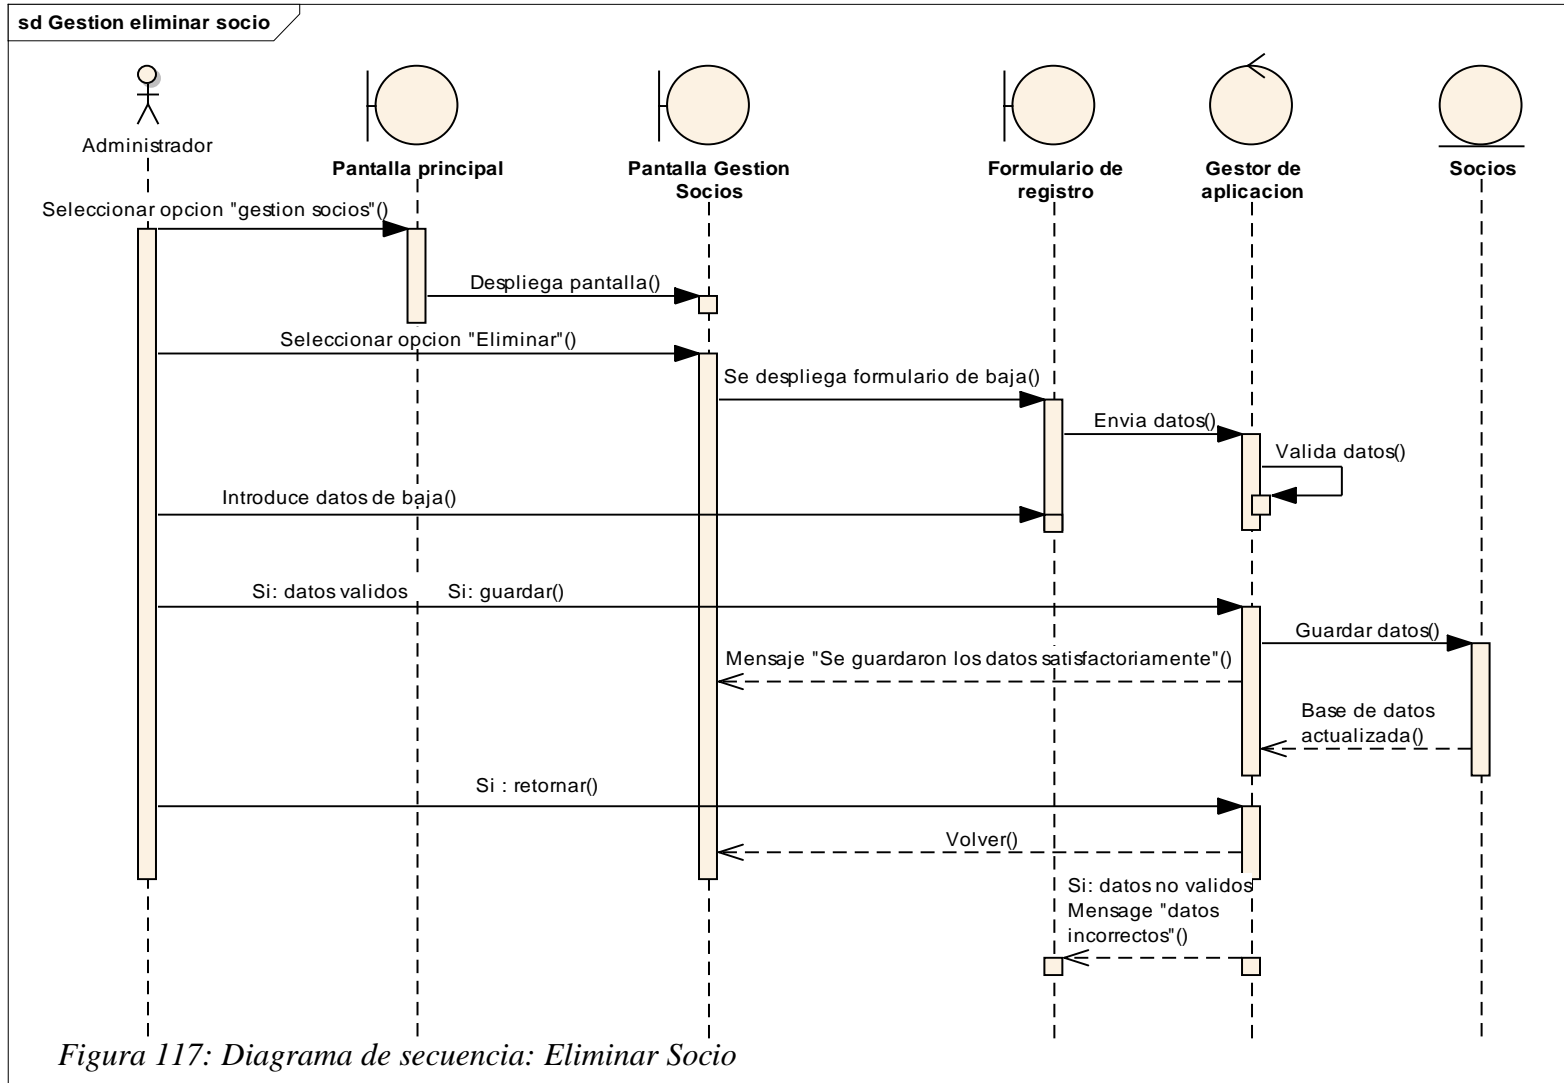 sd Gestion eliminar socio
Administrador
Pantalla principal
Pantalla Gestion
Socios
Formulario de
registro
Gestor de
aplicacion
Socios
Seleccionar opcion "gestion socios"()
Despliega pantalla()
Seleccionar opcion "Eliminar"()
Se despliega formulario de baja()
Envia datos()
Valida datos()
Introduce datos de baja()
Si: datos validos Si: guardar()
Guardar datos()
Mensaje "Se guardaron los datos satisfactoriamente"()
Base de datos
actualizada()
Si : retornar()
Volver()
Si: datos no validos
Mensage "datos
incorrectos"()
Figura 117: Diagrama de secuencia: Eliminar Socio